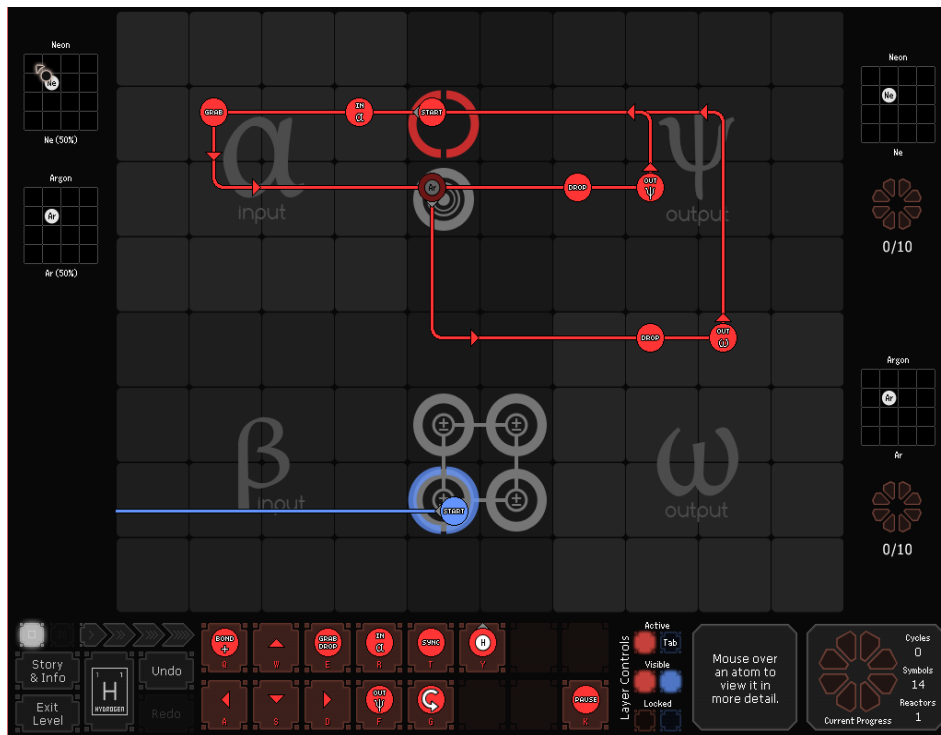 Neon
Ne
Ne (50%)
Argon
Ar
Ar (50%)
GRAB
IN
α
START
α
input
Ar
DROP
OUT
Ψ
ψ
output
DROP
OUT
ω
β
input
±
±
±
±
START
ω
output
Neon
Ne
Ne
0/10
Argon
Ar
Ar
0/10
Story
& Info
Exit
Level
1 1
H
HYDROGEN
Undo
Redo
BOND
+
Q
W
GRAB
DROP
E
IN
α
R
SYNC
T
H
Y
A
S
D
OUT
Ψ
F
G
PAUSE
K
Layer Controls
Active
Tab
Visible
Locked
Mouse over
an atom to
view it in
more detail.
Cycles
0
Symbols
14
Reactors
1
Current Progress